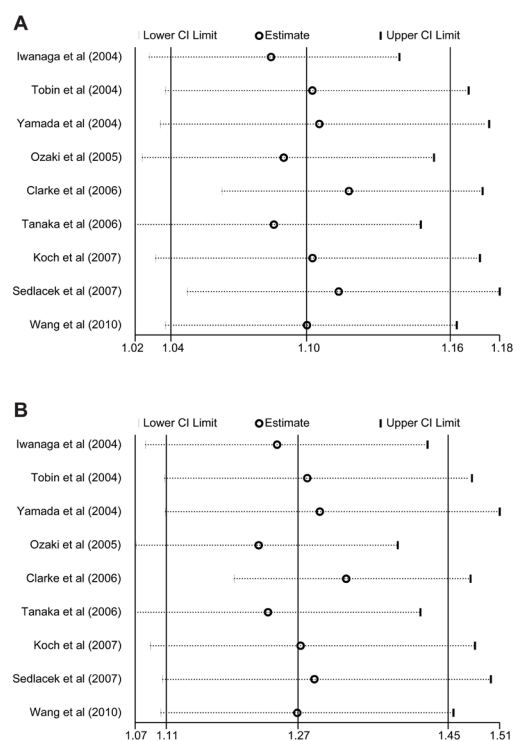 A
Lower CI Limit Estimate Upper CI Limit
Iwanaga et al (2004)
Tobin et al (2004)
Yamada et al (2004)
Ozaki et al (2005)
Clarke et al (2006)
Tanaka et al (2006)
Koch et al (2007)
Sedlacek et al (2007)
Wang et al (2010)
1.02 1.04 1.10 1.16 1.18
B
Lower CI Limit Estimate Upper CI Limit
Iwanaga et al (2004)
Tobin et al (2004)
Yamada et al (2004)
Ozaki et al (2005)
Clarke et al (2006)
Tanaka et al (2006)
Koch et al (2007)
Sedlacek et al (2007)
Wang et al (2010)
1.07 1.11 1.27 1.45 1.51